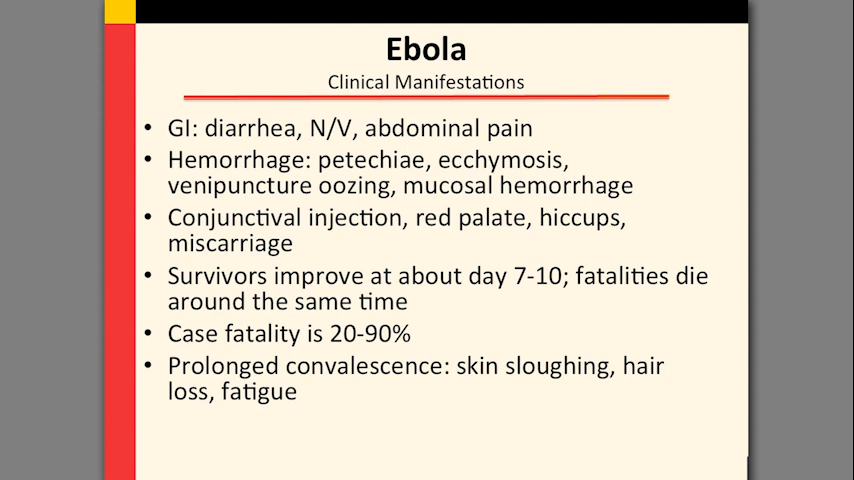 Ebola
Clinical Manifestations
• GI: diarrhea, N/V, abdominal pain
• Hemorrhage: petechiae, ecchymosis,
venipuncture oozing, mucosal hemorrhage
• Conjunctival injection, red palate, hiccups,
miscarriage
• Survivors improve at about day 7-10; fatalities die
around the same time
• Case fatality is 20-90%
• Prolonged convalescence: skin sloughing, hair
loss, fatigue